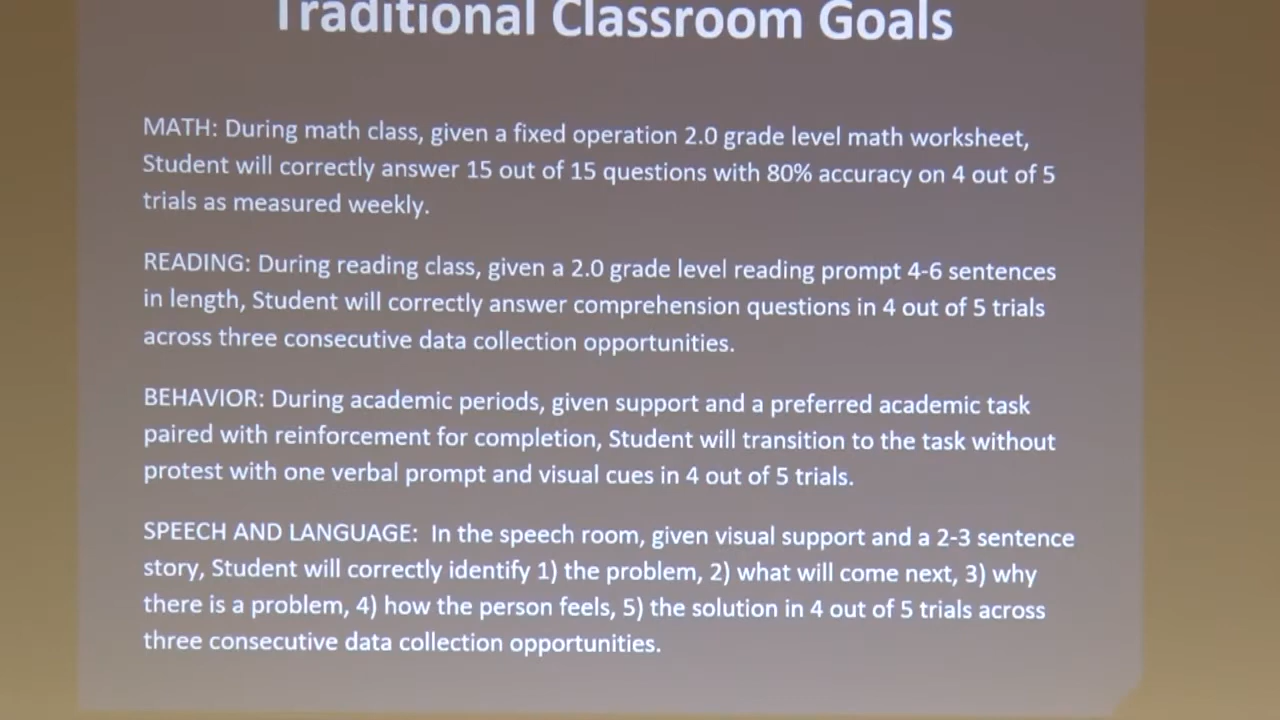 Traditional Classroom Goals
MATH: During math class, given a fixed operation 2.0 grade level math worksheet,
Student will correctly answer 15 out of 15 questions with 80% accuracy on 4 out of 5
trials as measured weekly.
READING: During reading class, given a 2.0 grade level reading prompt 4-6 sentences
in length, Student will correctly answer comprehension questions in 4 out of 5 trials
across three consecutive data collection opportunities.
BEHAVIOR: During academic periods, given support and a preferred academic task
paired with reinforcement for completion, Student will transition to the task without
protest with one verbal prompt and visual cues in 4 out of 5 trials.
SPEECH AND LANGUAGE: In the speech room, given visual support and a 2-3 sentence
story, Student will correctly identify 1) the problem, 2) what will come next, 3) why
there is a problem, 4) how the person feels, 5) the solution in 4 out of 5 trials across
three consecutive data collection opportunities.